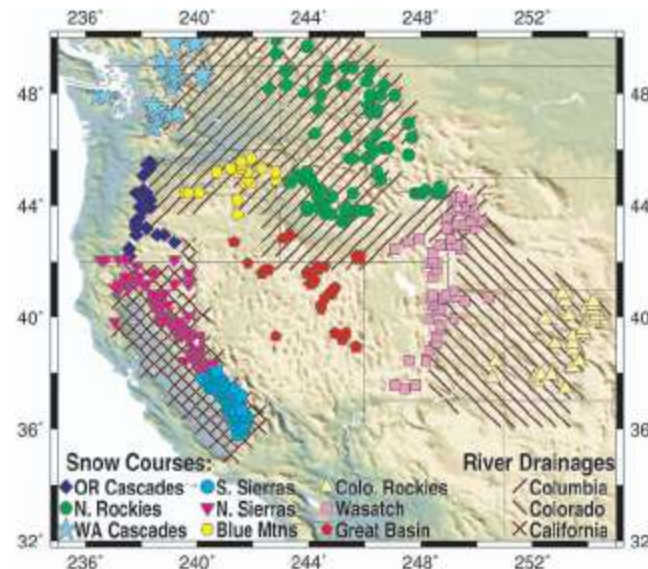 236˚ 240˚ 244˚ 248˚ 252˚
48˚ 48
44˚ 44
40˚ 40
36˚ 36
Snow Courses: River Drainages
OR Cascades S. Sierras Colo. Rockies Columbia
N. Rockies N. Sierras Wasatch Colorado
WA Cascades Blue Mtns Great Basin California
32˚ 32
236˚ 240˚ 244˚ 248˚ 252˚